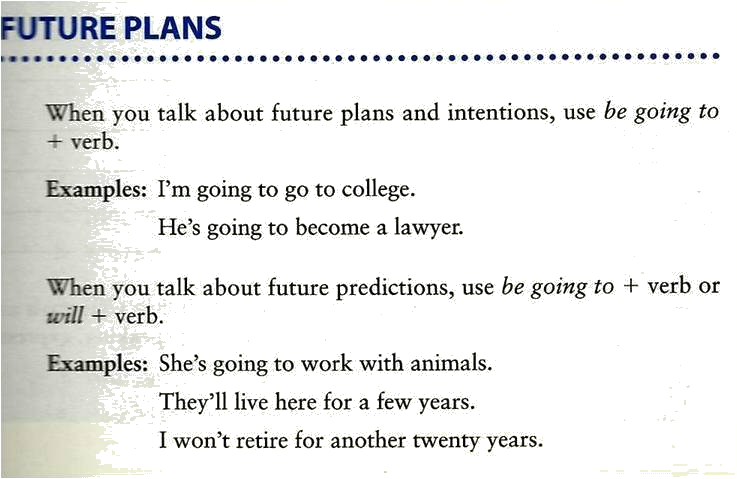 FUTURE PLANS
When you talk about future plans and intentions, use be going to
+ verb.
Examples: I'm going to go to college.
He's going to become a lawyer.
When you talk about future predictions, use be going to + verb or
will + verb.
Examples: She's going to work with animals.
They'll live here for a few years.
I won't retire for another twenty years.